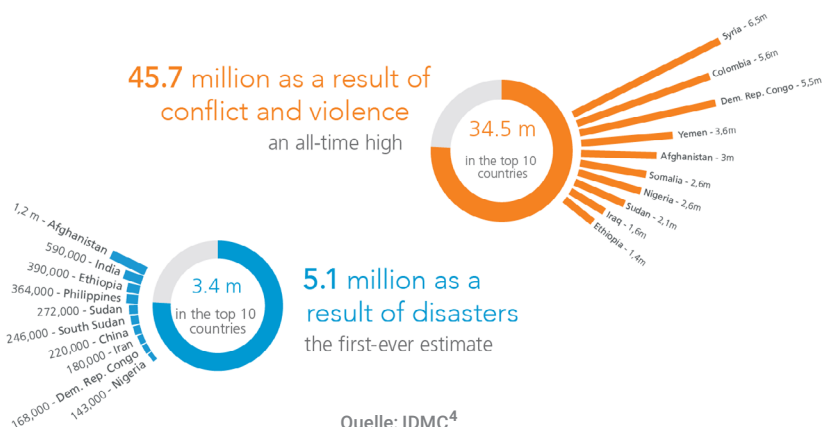 45.7 million as a result of
conflict and violence
an all-time high
34.5 m
in the top 10
countries
Syria - 6,5m
Colombia - 5,6m
Dem. Rep. Congo - 5,5m
Yemen - 3,6m
Afghanistan - 3m
Somalia - 2,6m
Nigeria - 2,6m
Sudan - 2,1m
Iraq - 1,6m
Ethiopia - 1,4m
1,2 m - Afghanistan
590,000 - India
390,000 - Ethiopia
364,000 - Philippines
272,000 - Sudan
246,000 - South Sudan
220,000 - China
180,000 - Iran
168,000 - Dem. Rep. Congo
143,000 - Nigeria
3.4 m
in the top 10
countries
5.1 million as a
result of disasters
the first-ever estimate
Quelle: IDMC4